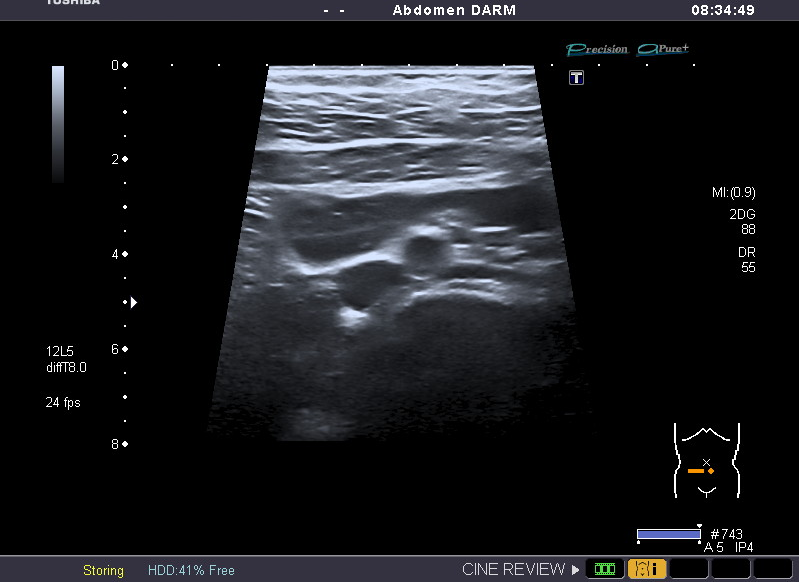 TOSHIBA
- - Abdomen DARM 08:34:49
Precision APure+
T
0
2
4
6
8
MI:(0.9)
2DG
88
DR
55
12L5
diffT8.0
24 fps
#743
A 5 IP4
Storing HDD:41% Free CINE REVIEW
i